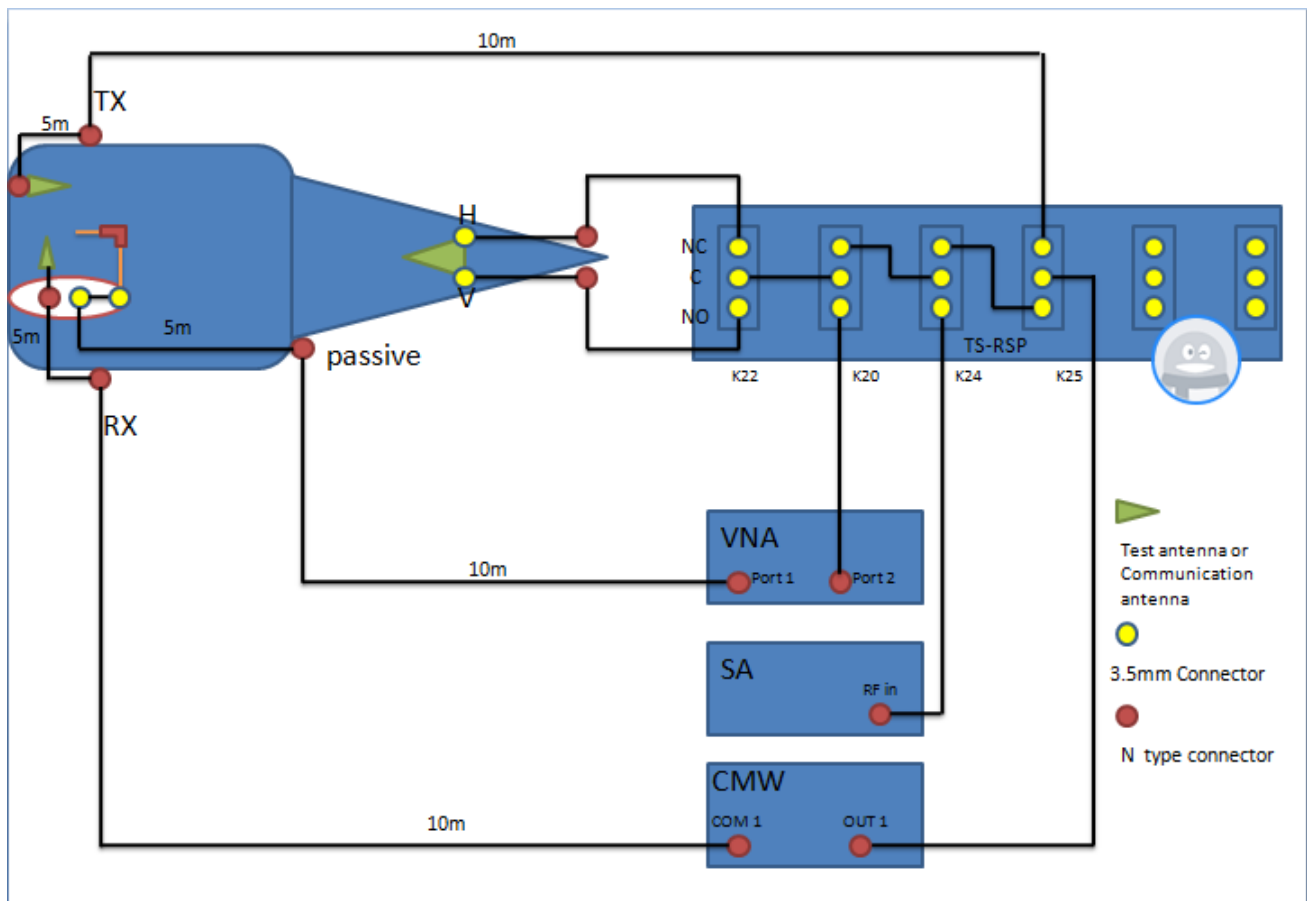 10m
TX
5m
H
V
NC
C
NO
TS-RSP
K22
K20
K24
K25
5m
5m
passive
RX
VNA
Port 1
Port 2
10m
SA
RF in
CMW
COM 1
OUT 1
10m
Test antenna or
Communication
antenna
3.5mm Connector
N type connector